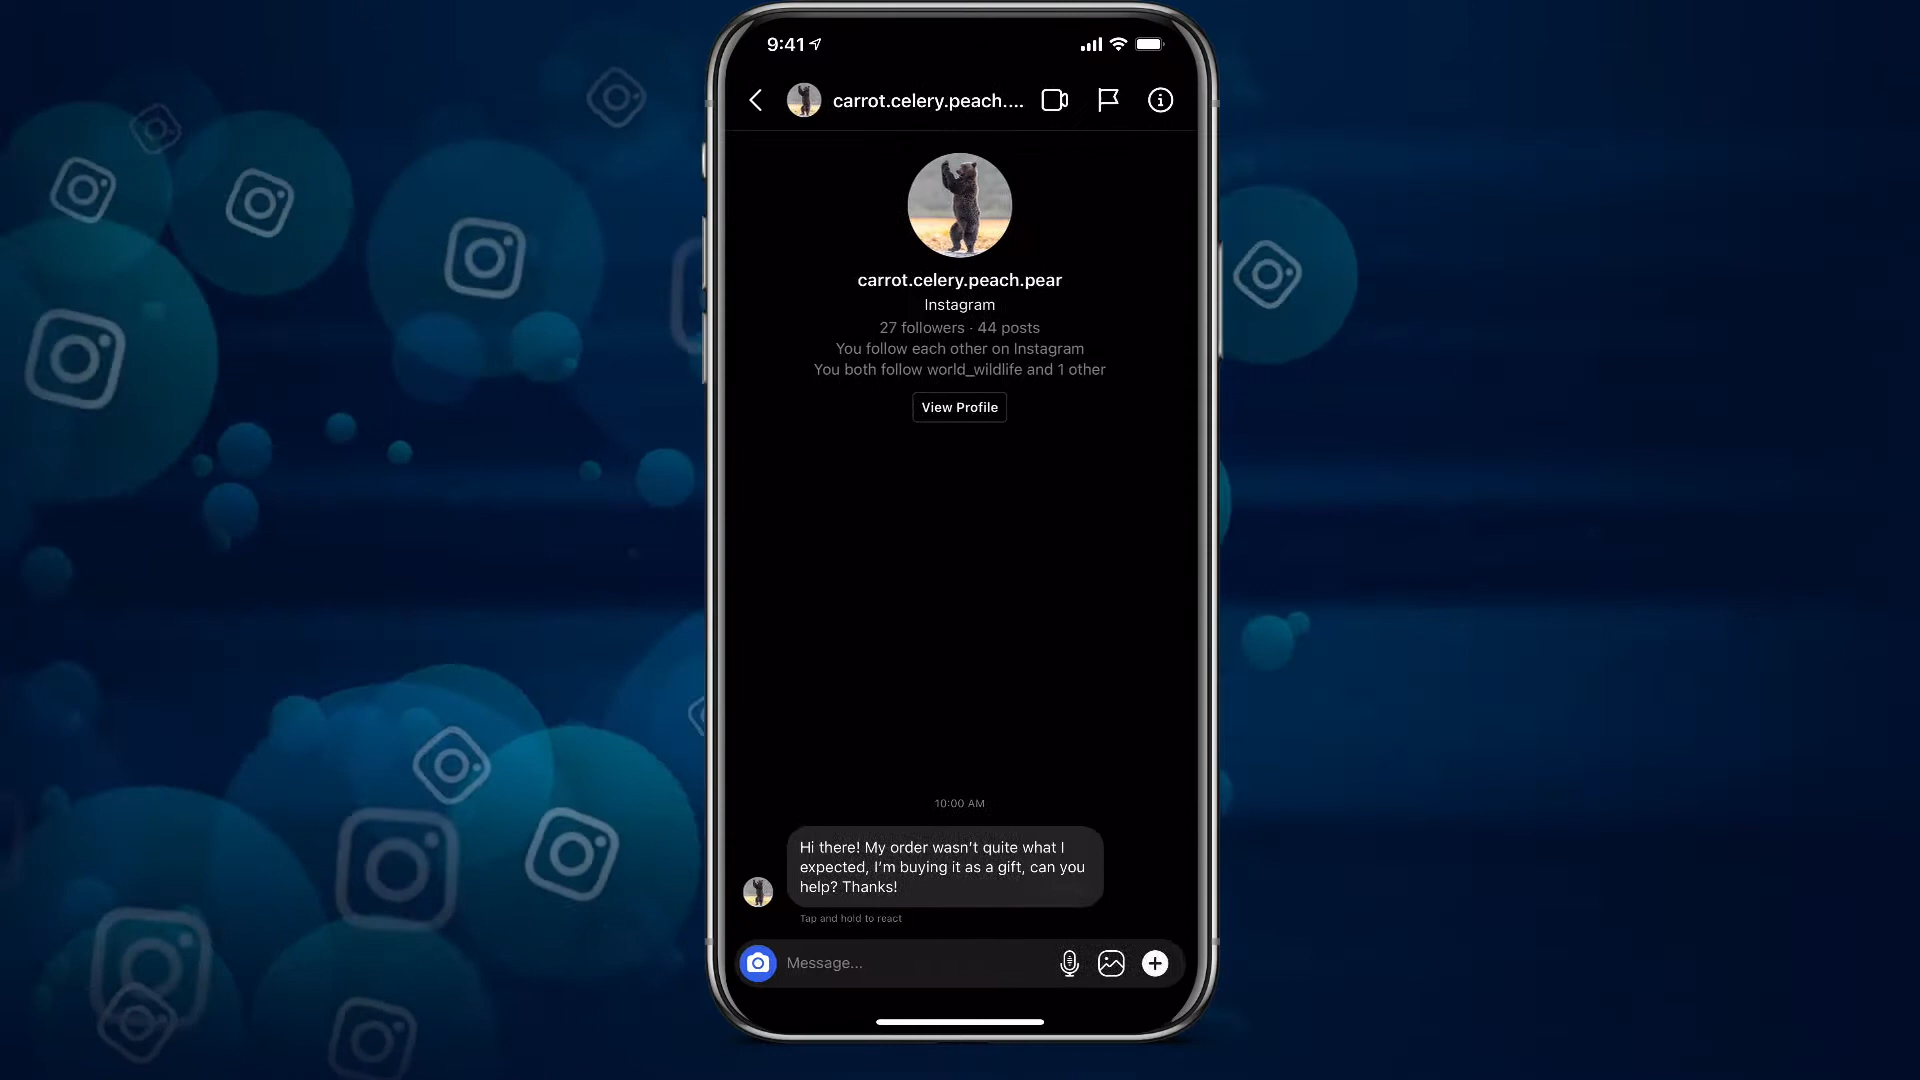 9:41
carrot.celery.peach....
carrot.celery.peach.pear
Instagram
27 followers · 44 posts
You follow each other on Instagram
You both follow world_wildlife and 1 other
View Profile
10:00 AM
Hi there! My order wasn’t quite what I
expected, I’m buying it as a gift, can you
help? Thanks!
Tap and hold to react
Message...